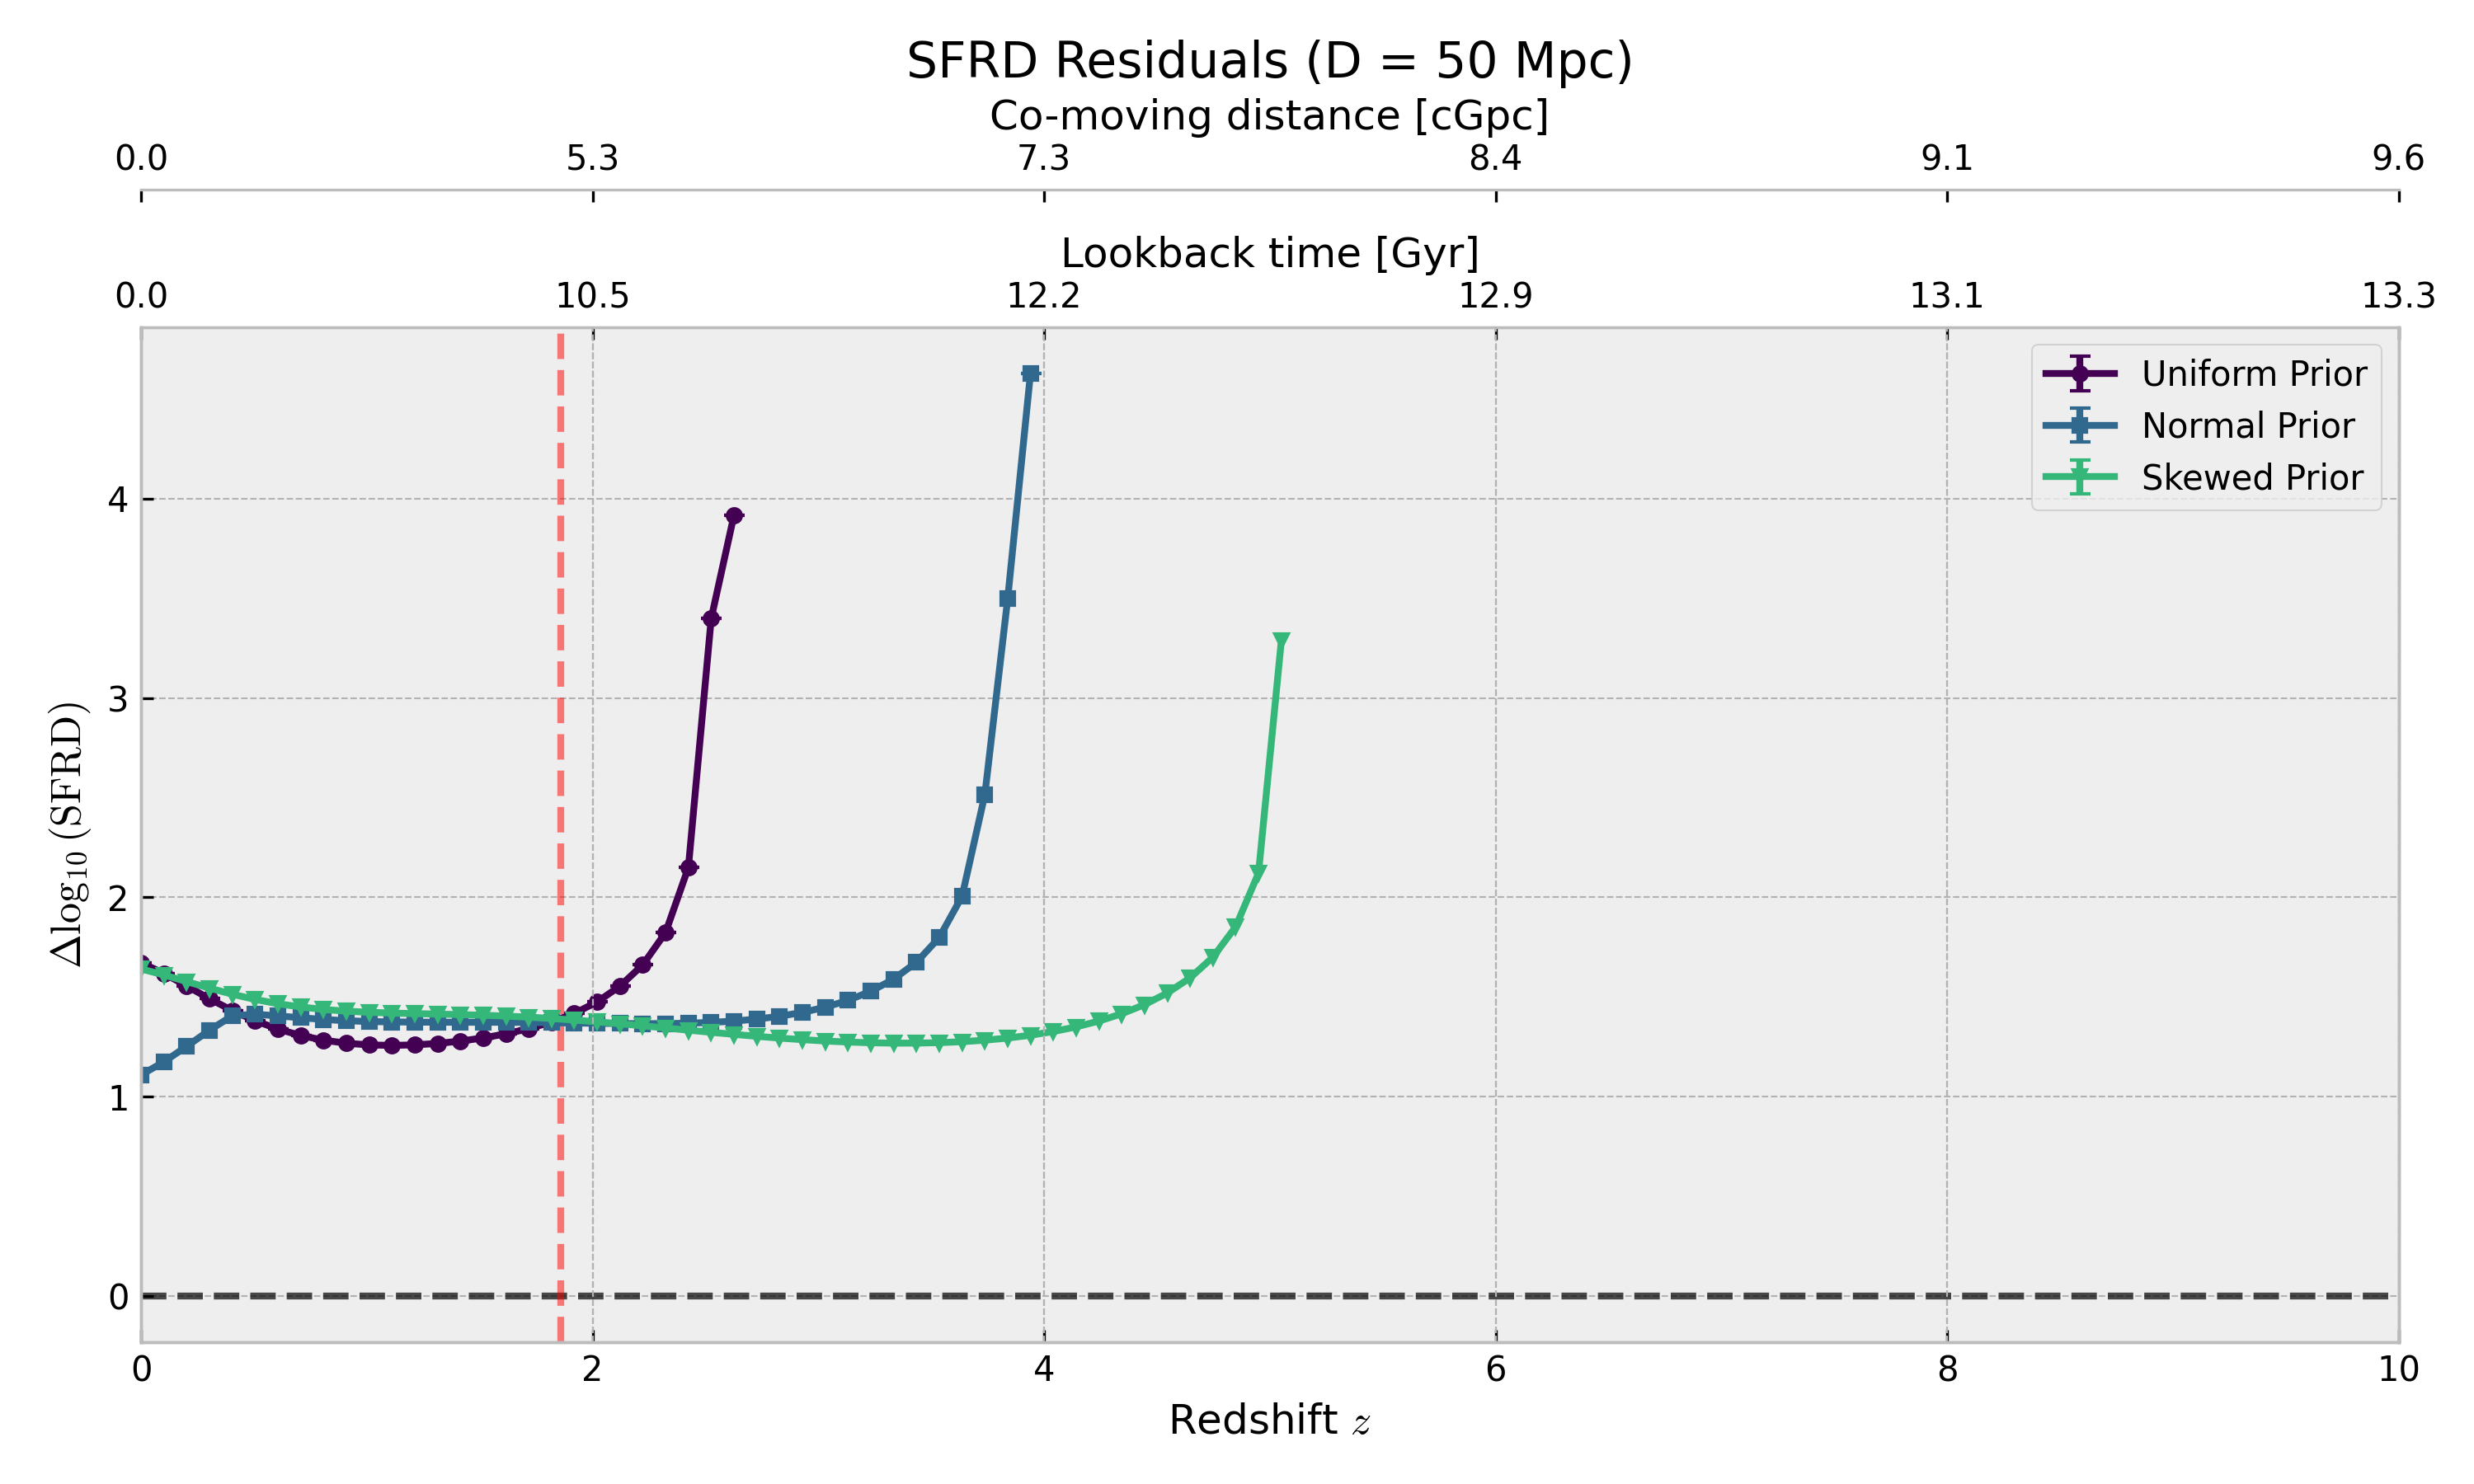 SFRD Residuals (D = 50 Mpc)
Co-moving distance [cGpc]
0.0 5.3 7.3 8.4 9.1 9.6
Lookback time [Gyr]
0.0 10.5 12.2 12.9 13.1 13.3
Uniform Prior
Normal Prior
Skewed Prior
Δlog₁₀(SFRD)
4
3
2
1
0
0 2 4 6 8 10
Redshift z